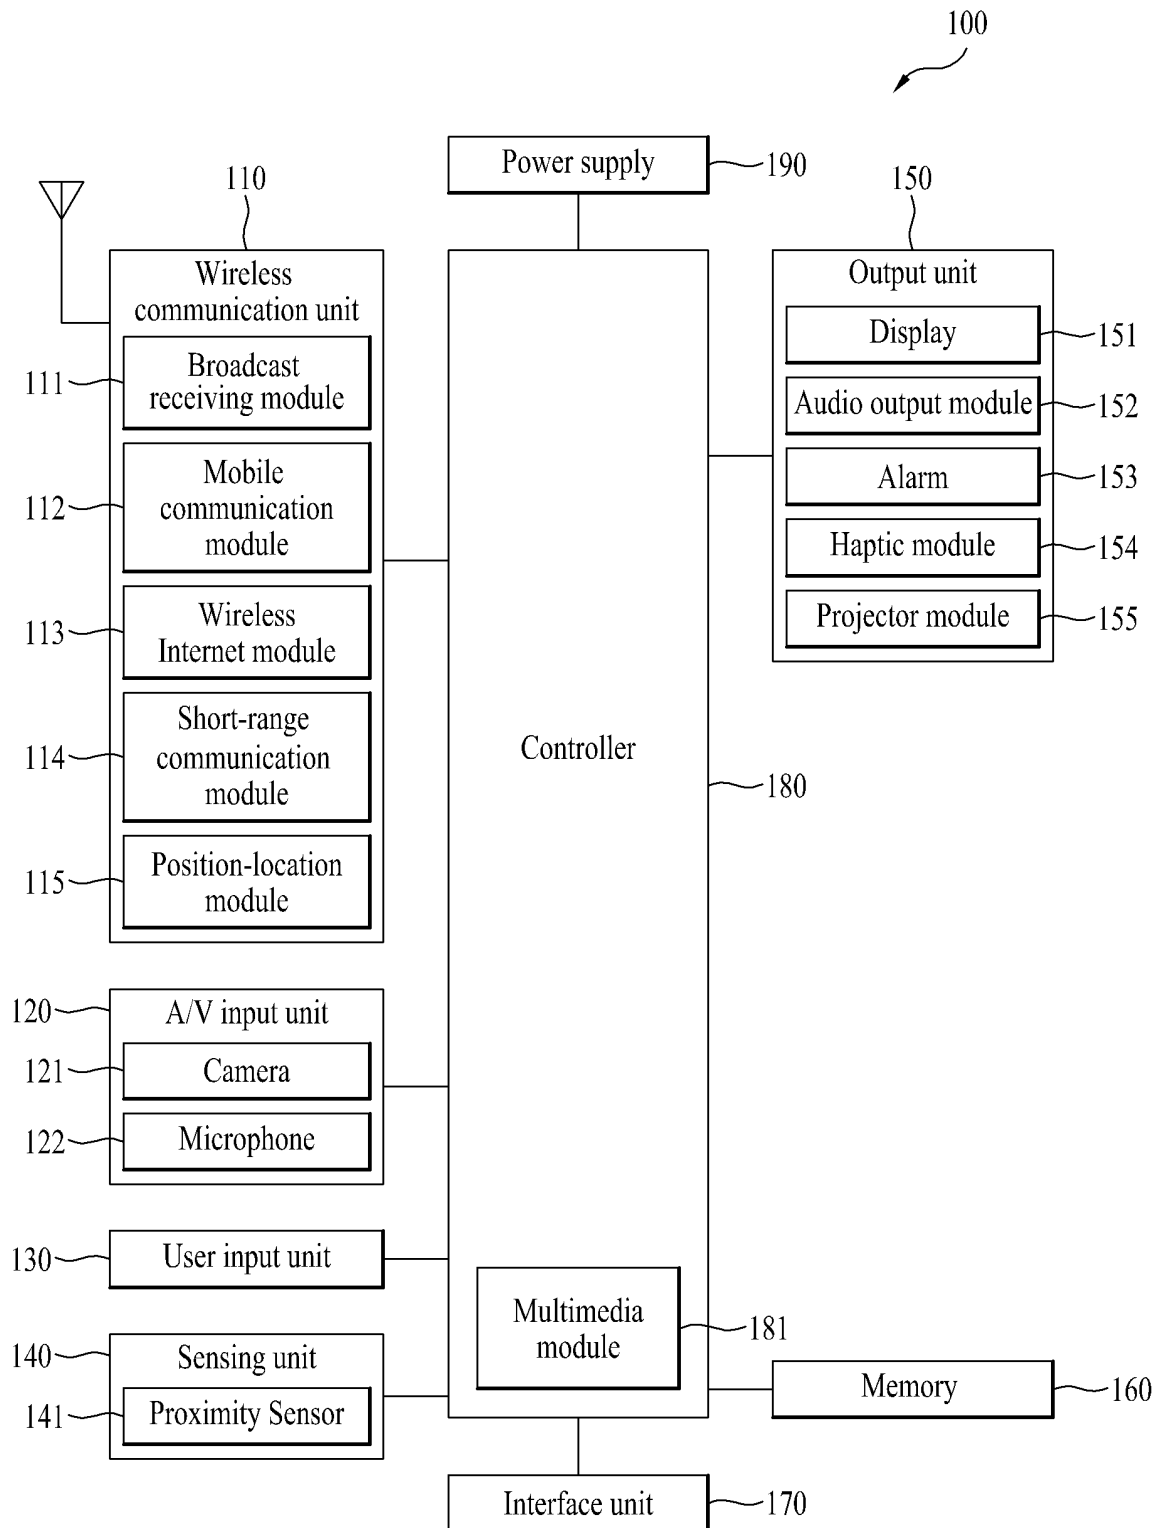 100
Power supply
190
110
Wireless
communication unit
111
Broadcast
receiving module
112
Mobile
communication
module
113
Wireless
Internet module
114
Short-range
communication
module
115
Position-location
module
120
A/V input unit
121
Camera
122
Microphone
130
User input unit
140
Sensing unit
141
Proximity Sensor
Controller
180
Multimedia
module
181
150
Output unit
Display
151
Audio output module
152
Alarm
153
Haptic module
154
Projector module
155
Memory
160
Interface unit
170